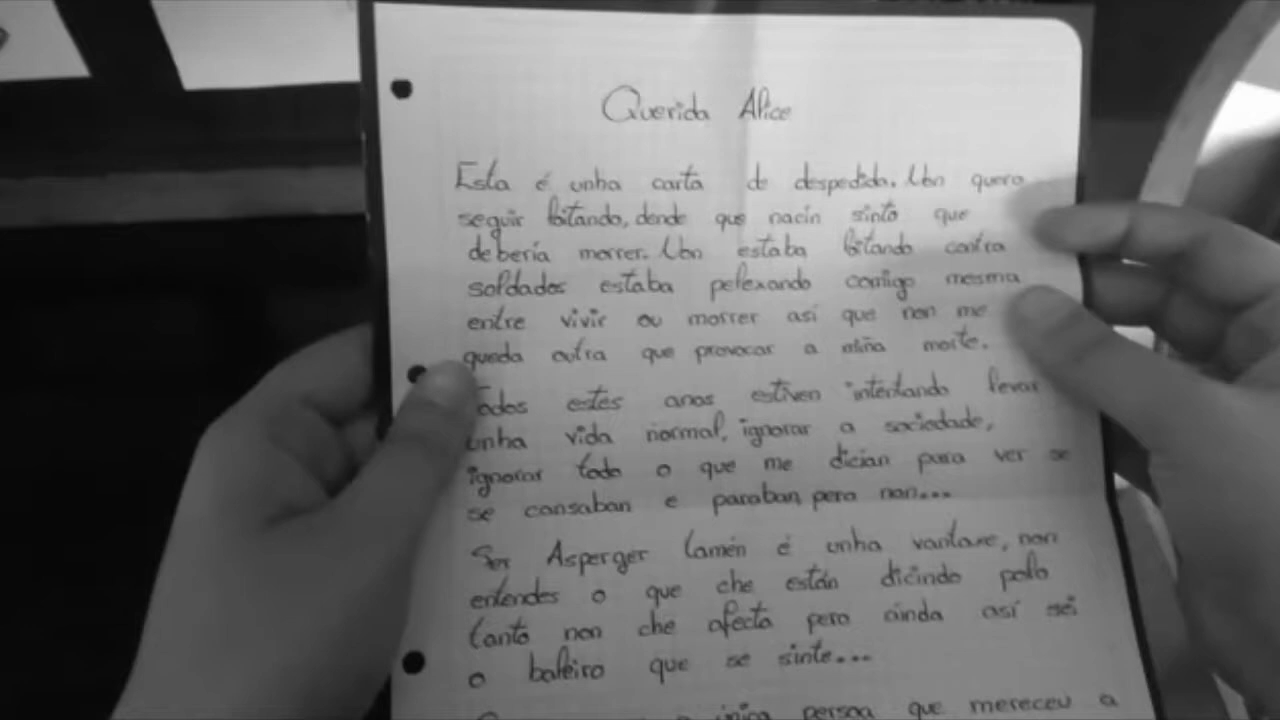 Querida Alice
Esta é unha carta de despedida. Non quero
seguir loitando, dende que nacín sinto que
debería morrer. Non estaba loitando contra
soldados estaba pelexando comigo mesma
entre vivir ou morrer así que non me
queda outra que provocar a miña morte.
Todos estes anos estiven intentando levar
unha vida normal, ignorar a sociedade,
ignorar todo o que me dician para ver se
se cansaban e paraban, pero non...
Ser Asperger tamén é unha vantaxe, non
entendes o que che están dicindo polo
tanto non che afecta pero aínda así sei
o baleiro que se sinte...
única persoa que mereceu a